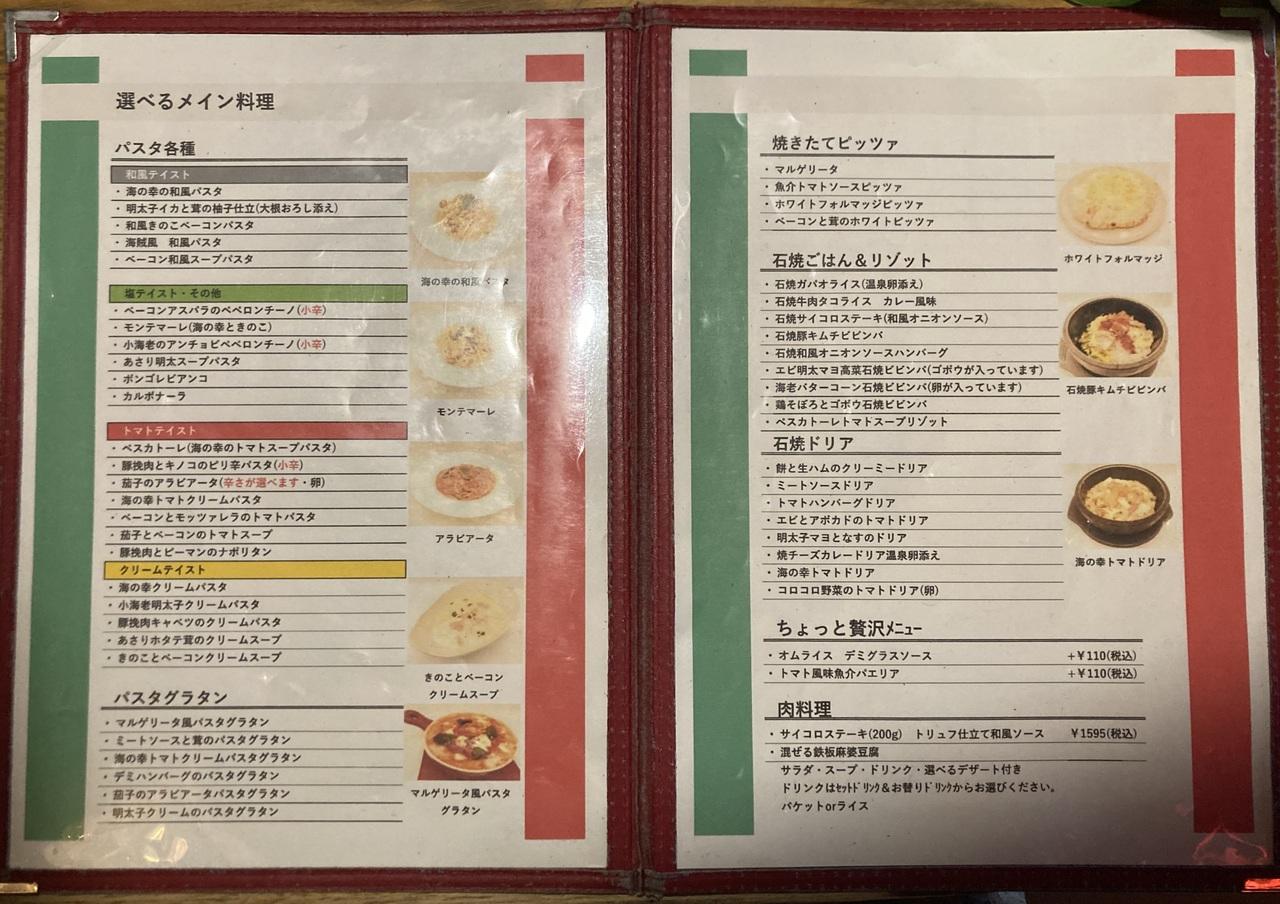 選べるメイン料理
パスタ各種
和風テイスト
・海の幸の和風パスタ
・明太子イカと茸の柚子仕立(大根おろし添え)
・和風きのこベーコンパスタ
・海賊風　和風パスタ
・ベーコン和風スープパスタ
海の幸の和風パスタ
塩テイスト・その他
・ベーコンアスパラのペペロンチーノ(小辛)
・モンテマーレ(海の幸ときのこ)
・小海老のアンチョビペペロンチーノ(小辛)
・あさり明太スープパスタ
・ボンゴレビアンコ
・カルボナーラ
モンテマーレ
トマトテイスト
・ペスカトーレ(海の幸のトマトスープパスタ)
・豚挽肉とキノコのピリ辛パスタ(小辛)
・茄子のアラビアータ(辛さが選べます・卵)
・海の幸トマトクリームパスタ
・ベーコンとモッツァレラのトマトパスタ
・茄子とベーコンのトマトスープ
・豚挽肉とピーマンのナポリタン
アラビアータ
クリームテイスト
・海の幸クリームパスタ
・小海老明太子クリームパスタ
・豚挽肉キャベツのクリームパスタ
・あさりホタテ茸のクリームスープ
・きのことベーコンクリームスープ
きのことベーコン
クリームスープ
パスタグラタン
・マルゲリータ風パスタグラタン
・ミートソースと茸のパスタグラタン
・海の幸トマトクリームパスタグラタン
・デミハンバーグのパスタグラタン
・茄子のアラビアータパスタグラタン
・明太子クリームのパスタグラタン
マルゲリータ風パスタ
グラタン
焼きたてピッツァ
・マルゲリータ
・魚介トマトソースピッツァ
・ホワイトフォルマッジピッツァ
・ベーコンと茸のホワイトピッツァ
ホワイトフォルマッジ
石焼ごはん＆リゾット
・石焼ガパオライス(温泉卵添え)
・石焼牛肉タコライス　カレー風味
・石焼サイコロステーキ(和風オニオンソース)
・石焼豚キムチビビンバ
・石焼和風オニオンソースハンバーグ
・エビ明太マヨ高菜石焼ビビンバ(ゴボウが入っています)
・海老バターコーン石焼ビビンバ(卵が入っています)
・鶏そぼろとゴボウ石焼ビビンバ
・ペスカトーレトマトスープリゾット
石焼豚キムチビビンバ
石焼ドリア
・餅と生ハムのクリーミードリア
・ミートソースドリア
・トマトハンバーグドリア
・エビとアボカドのトマトドリア
・明太子マヨとなすのドリア
・焼チーズカレードリア温泉卵添え
・海の幸トマトドリア
・コロコロ野菜のトマトドリア(卵)
海の幸トマトドリア
ちょっと贅沢ﾒﾆｭｰ
・オムライス　デミグラスソース　+￥110(税込)
・トマト風味魚介パエリア　+￥110(税込)
肉料理
・サイコロステーキ(200g)　トリュフ仕立て和風ソース　￥1595(税込)
・混ぜる鉄板麻婆豆腐
サラダ・スープ・ドリンク・選べるデザート付き
ドリンクはｾｯﾄﾄﾞﾘﾝｸ＆お替りﾄﾞﾘﾝｸからお選びください。
バケットorライス